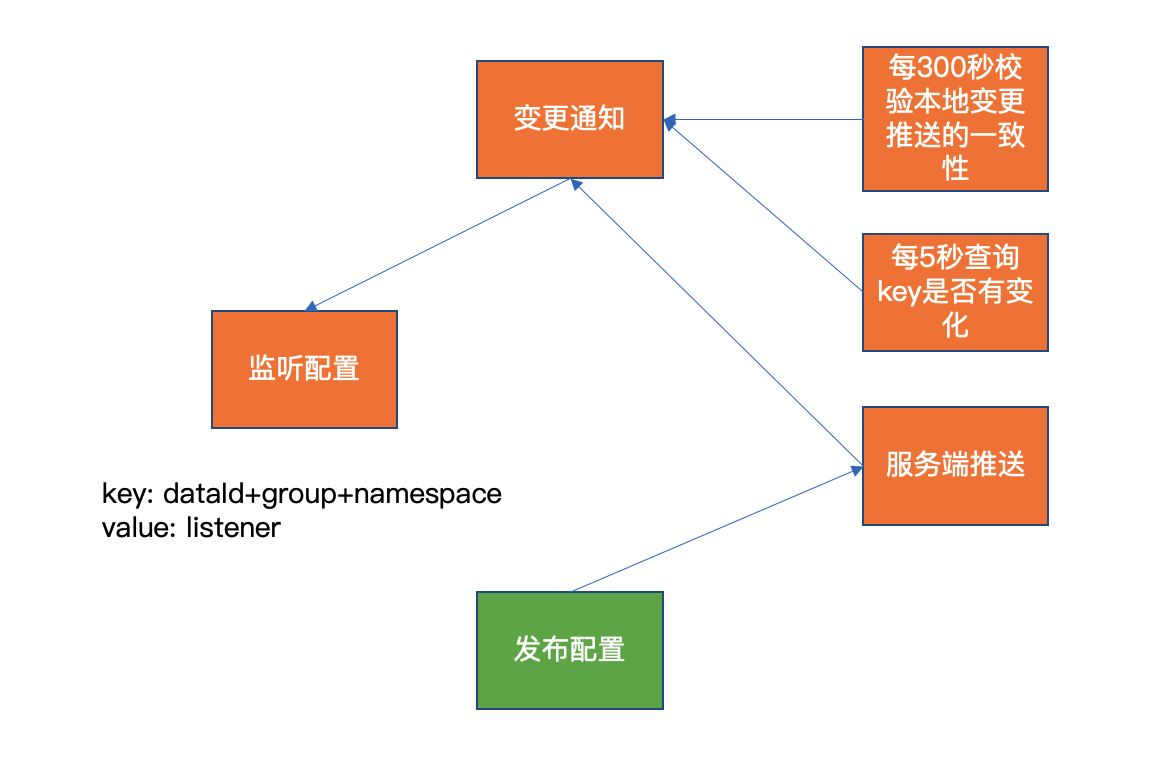 变更通知
每300秒校
验本地变更
推送的一致
性
每5秒查询
key是否有变
化
监听配置
服务端推送
key: dataId+group+namespace
value: listener
发布配置